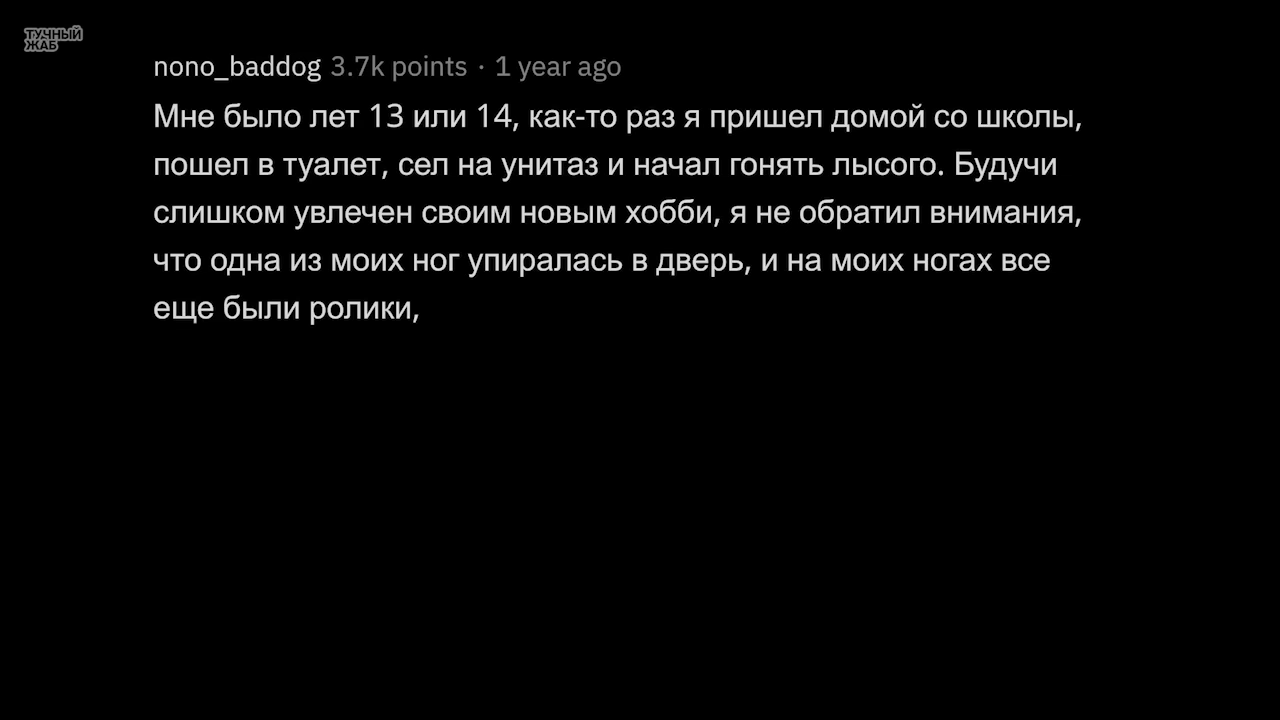 ТУЧНЫЙ
ЖАБ
nono_baddog 3.7k points · 1 year ago
Мне было лет 13 или 14, как-то раз я пришел домой со школы,
пошел в туалет, сел на унитаз и начал гонять лысого. Будучи
слишком увлечен своим новым хобби, я не обратил внимания,
что одна из моих ног упиралась в дверь, и на моих ногах все
еще были ролики,